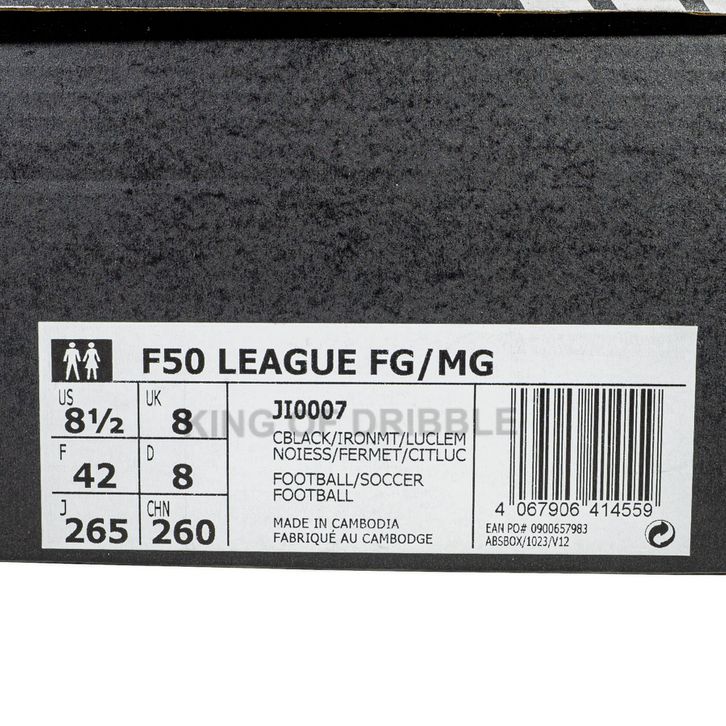 F50 LEAGUE FG/MG
US 8½ UK 8
F 42 D 8
J 265 CHN 260
JI0007
KING OF DRIBBLE
CBLACK/IRONMT/LUCLEM
NOIESS/FERMET/CITLUC
FOOTBALL/SOCCER
FOOTBALL
MADE IN CAMBODIA
FABRIQUÉ AU CAMBODGE
4 067906 414559
EAN PO# 0900657983
ABSBOX/1023/V12